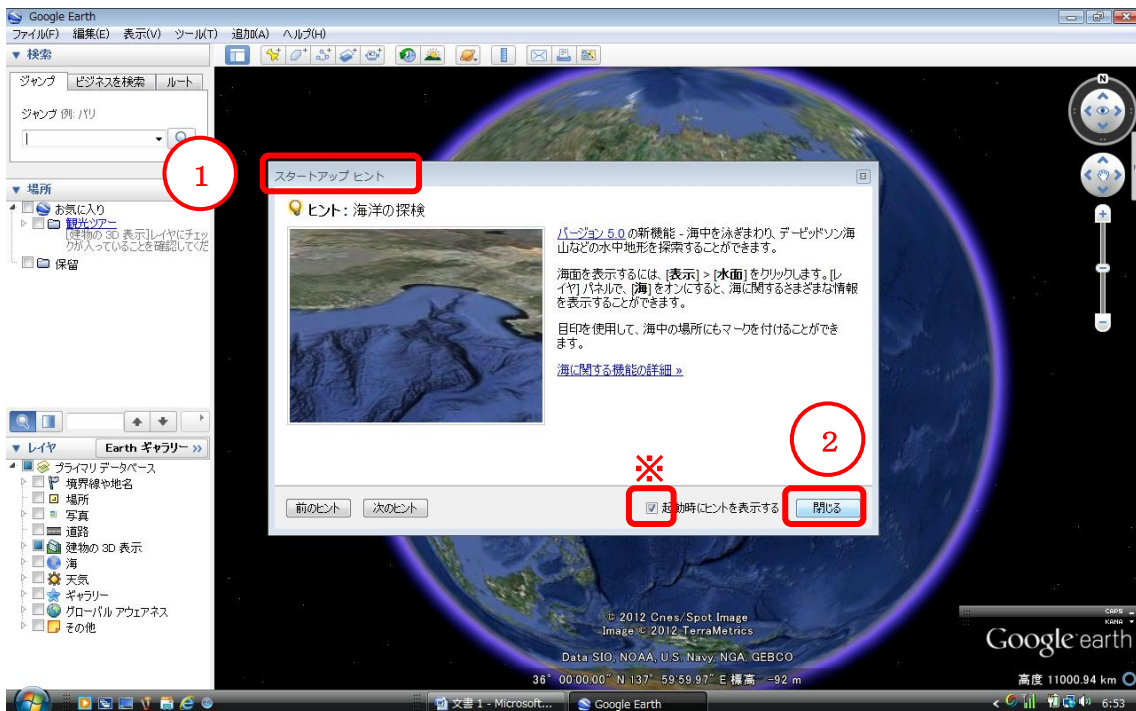 Google Earth
ファイル(F) 編集(E) 表示(V) ツール(T) 追加(A) ヘルプ(H)
▼ 検索
ジャンプ ビジネスを検索 ルート
ジャンプ 例: パリ
1
▼ 場所
お気に入り
観光ツアー
[建物の 3D 表示]レイヤにチェッ
クが入っていることを確認してくだ
保留
スタートアップ ヒント
ヒント: 海洋の探検
バージョン 5.0 の新機能 - 海中を泳ぎまわり、デービッドソン海
山などの水中地形を探索することができます。
海面を表示するには、[表示] > [水面] をクリックします。[レ
イヤ] パネルで、[海] をオンにすると、海に関するさまざまな情報
を表示することができます。
目印を使用して、海中の場所にもマークを付けることができ
ます。
海に関する機能の詳細 »
2
※
前のヒント 次のヒント 起動時にヒントを表示する 閉じる
▼ レイヤ Earth ギャラリー »
プライマリ データベース
境界線や地名
場所
写真
道路
建物の 3D 表示
海
天気
ギャラリー
グローバル アウェアネス
その他
N
© 2012 Cnes/Spot Image
Image © 2012 TerraMetrics
Data SIO, NOAA, U.S. Navy, NGA, GEBCO
36° 00'00.00" N 137° 59'59.97" E 標高 -92 m
CAPS
KANA
Google earth
高度 11000.94 km
文書 1 - Microsoft... Google Earth 6:53